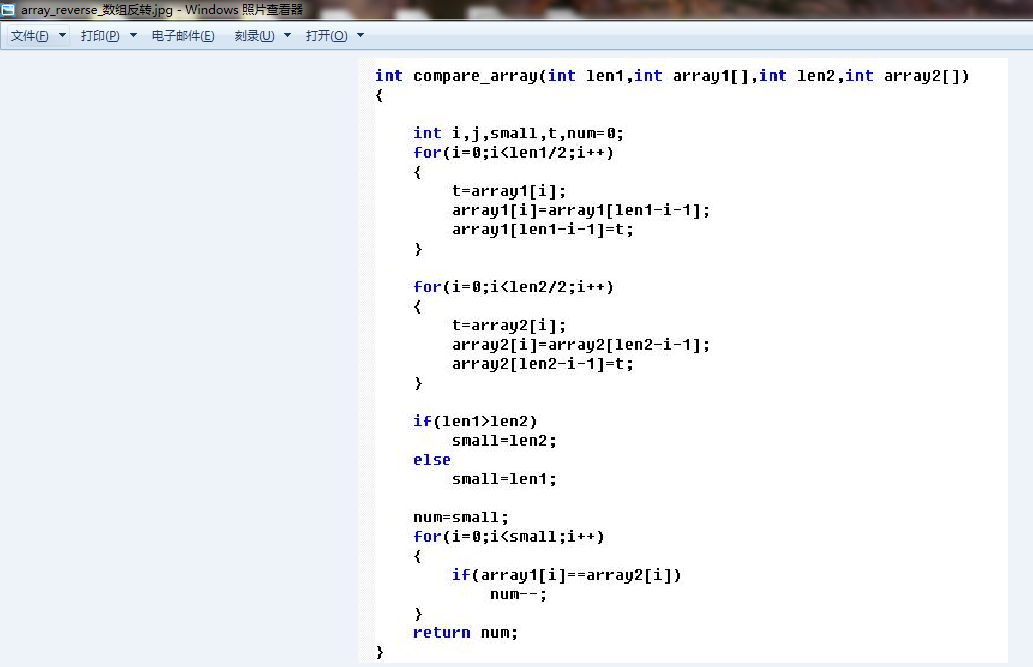 array_reverse_数组反转.jpg - Windows 照片查看器
文件(F) 打印(P) 电子邮件(E) 刻录(U) 打开(O)
int compare_array(int len1,int array1[],int len2,int array2[])
{
int i,j,small,t,num=0;
for(i=0;i<len1/2;i++)
{
t=array1[i];
array1[i]=array1[len1-i-1];
array1[len1-i-1]=t;
}
for(i=0;i<len2/2;i++)
{
t=array2[i];
array2[i]=array2[len2-i-1];
array2[len2-i-1]=t;
}
if(len1>len2)
small=len2;
else
small=len1;
num=small;
for(i=0;i<small;i++)
{
if(array1[i]==array2[i])
num--;
}
return num;
}